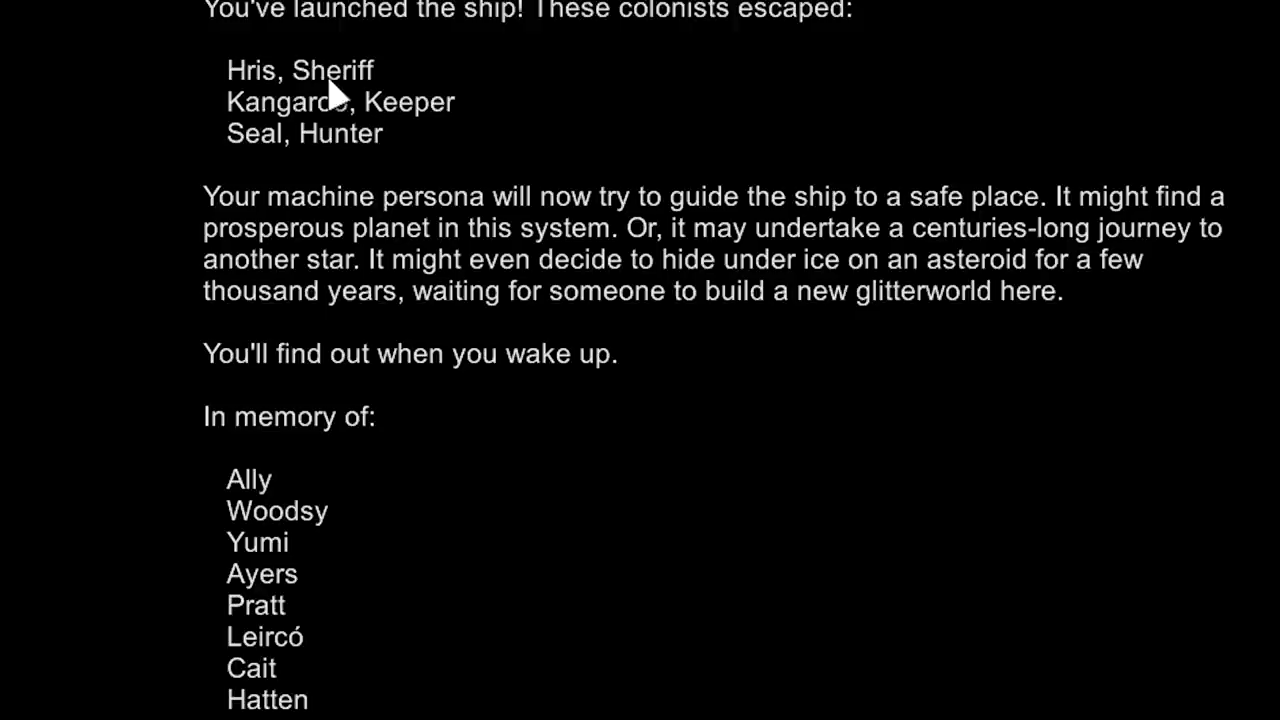 You've launched the ship! These colonists escaped:
Hris, Sheriff
Kangaroo, Keeper
Seal, Hunter
Your machine persona will now try to guide the ship to a safe place. It might find a
prosperous planet in this system. Or, it may undertake a centuries-long journey to
another star. It might even decide to hide under ice on an asteroid for a few
thousand years, waiting for someone to build a new glitterworld here.
You'll find out when you wake up.
In memory of:
Ally
Woodsy
Yumi
Ayers
Pratt
Leircó
Cait
Hatten